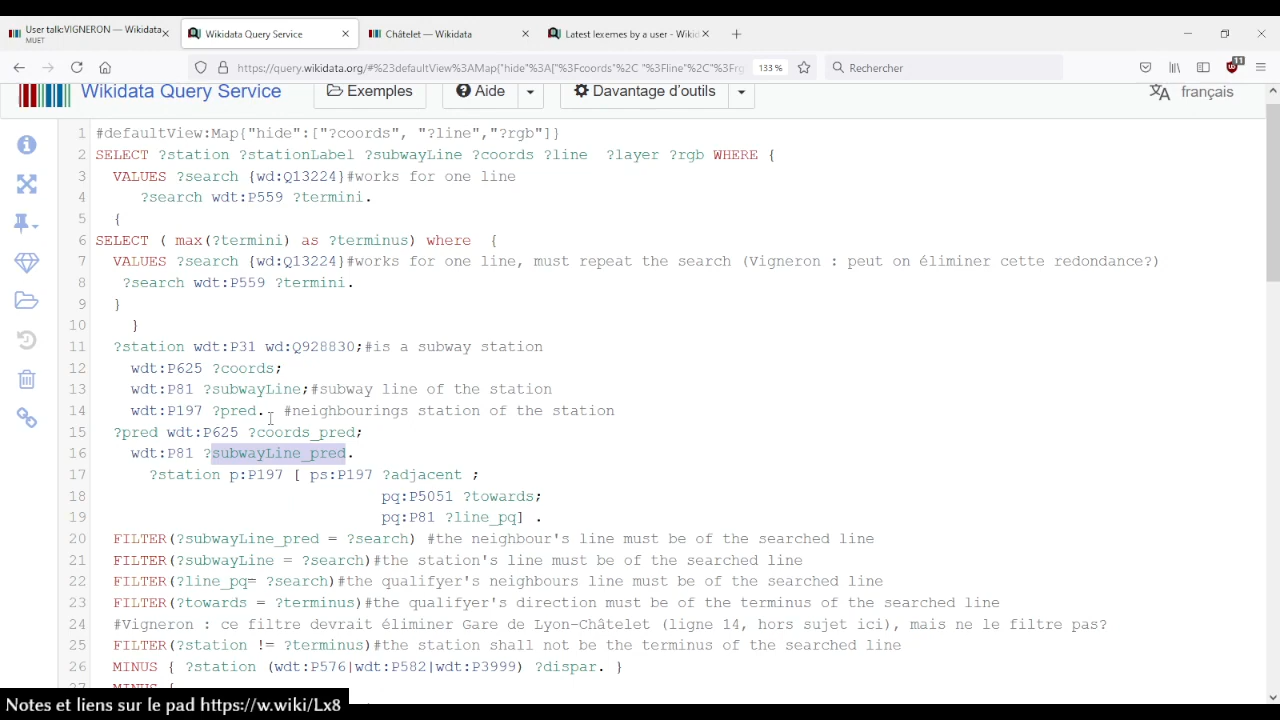 User talk:VIGNERON — Wikidata
MUET
Wikidata Query Service
Châtelet — Wikidata
Latest lexemes by a user - Wikid
https://query.wikidata.org/#%23defaultView%3AMap{"hide"%3A["%3Fcoords"%2C "%3Fline"%2C"%3Frg
133 %
Rechercher
11
Wikidata Query Service
Exemples
Aide
Davantage d'outils
français
1 #defaultView:Map{"hide":["?coords", "?line","?rgb"]}
2 SELECT ?station ?stationLabel ?subwayLine ?coords ?line ?layer ?rgb WHERE {
3 VALUES ?search {wd:Q13224}#works for one line
4 ?search wdt:P559 ?termini.
5 {
6 SELECT ( max(?termini) as ?terminus) where {
7 VALUES ?search {wd:Q13224}#works for one line, must repeat the search (Vigneron : peut on éliminer cette redondance?)
8 ?search wdt:P559 ?termini.
9 }
10 }
11 ?station wdt:P31 wd:Q928830;#is a subway station
12 wdt:P625 ?coords;
13 wdt:P81 ?subwayLine;#subway line of the station
14 wdt:P197 ?pred. #neighbourings station of the station
15 ?pred wdt:P625 ?coords_pred;
16 wdt:P81 ?subwayLine_pred.
17 ?station p:P197 [ ps:P197 ?adjacent ;
18 pq:P5051 ?towards;
19 pq:P81 ?line_pq] .
20 FILTER(?subwayLine_pred = ?search) #the neighbour's line must be of the searched line
21 FILTER(?subwayLine = ?search)#the station's line must be of the searched line
22 FILTER(?line_pq= ?search)#the qualifyer's neighbours line must be of the searched line
23 FILTER(?towards = ?terminus)#the qualifyer's direction must be of the terminus of the searched line
24 #Vigneron : ce filtre devrait éliminer Gare de Lyon-Châtelet (ligne 14, hors sujet ici), mais ne le filtre pas?
25 FILTER(?station != ?terminus)#the station shall not be the terminus of the searched line
26 MINUS { ?station (wdt:P576|wdt:P582|wdt:P3999) ?dispar. }
27 MINUS {
Notes et liens sur le pad https://w.wiki/Lx8